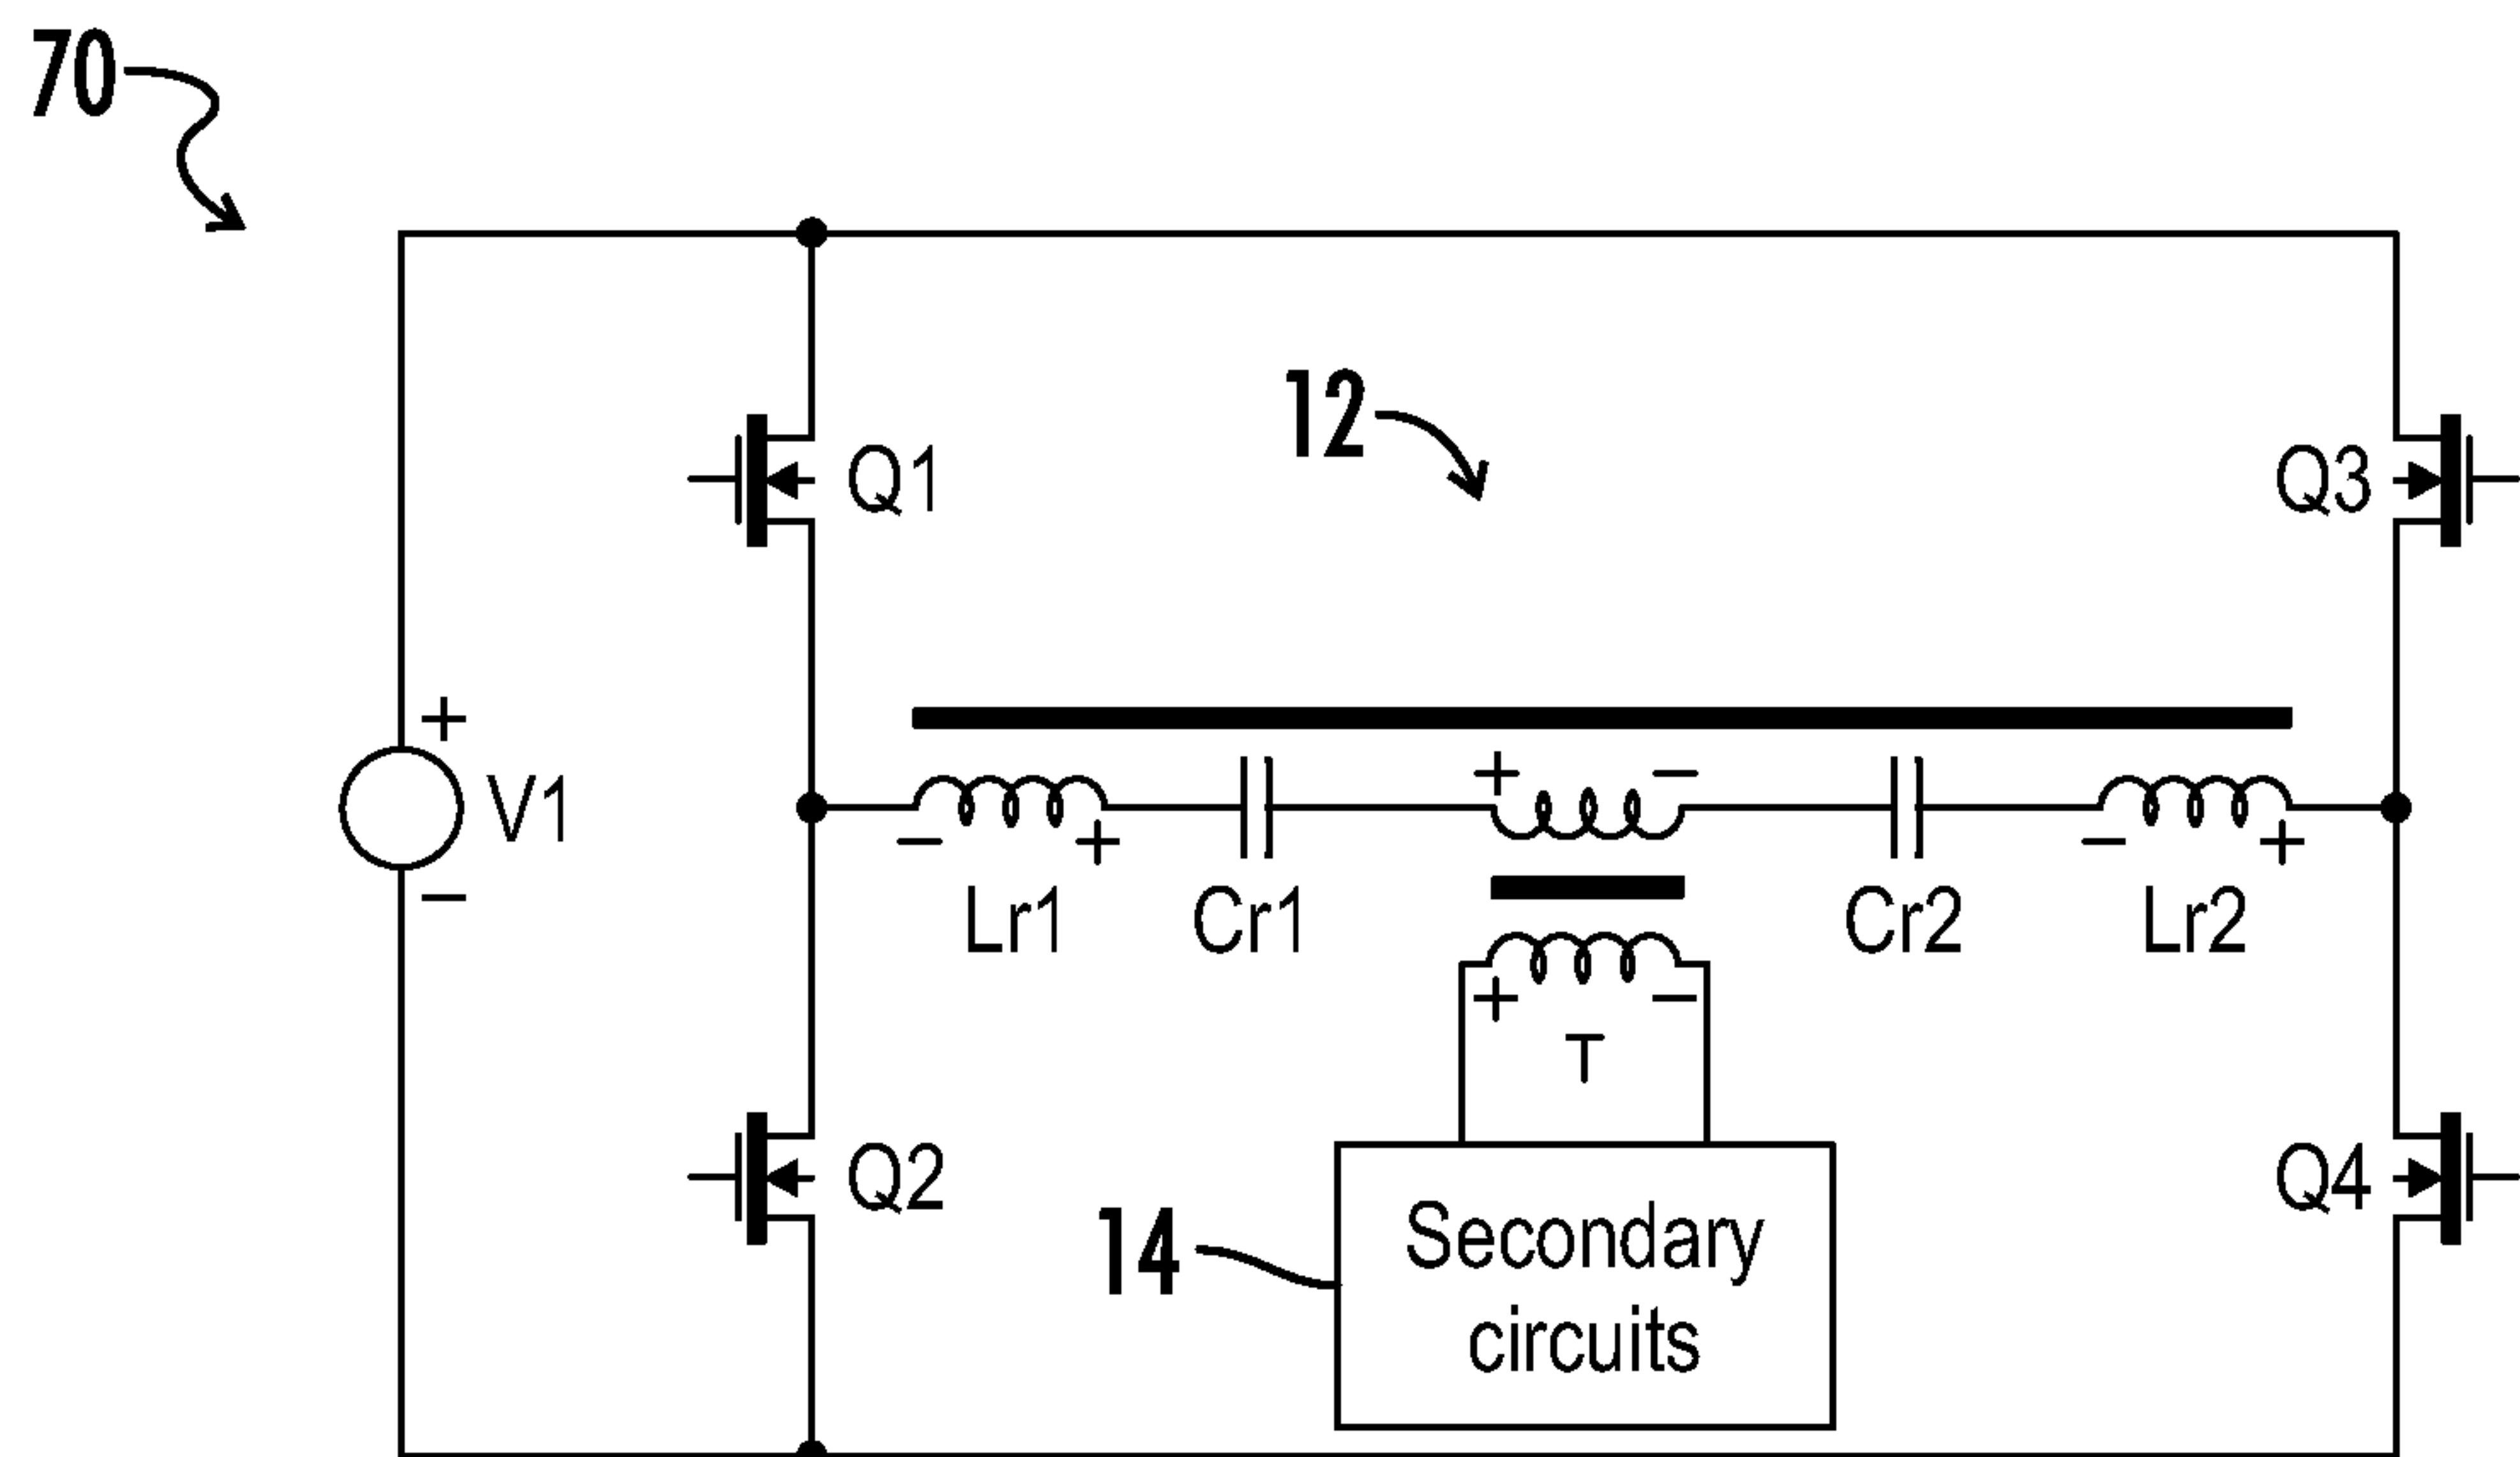 70
12
Q1
Q3
+
V1
−
+ −
− +
− +
Lr1
Cr1
Cr2
Lr2
+ −
T
Q2
Q4
14
Secondary
circuits